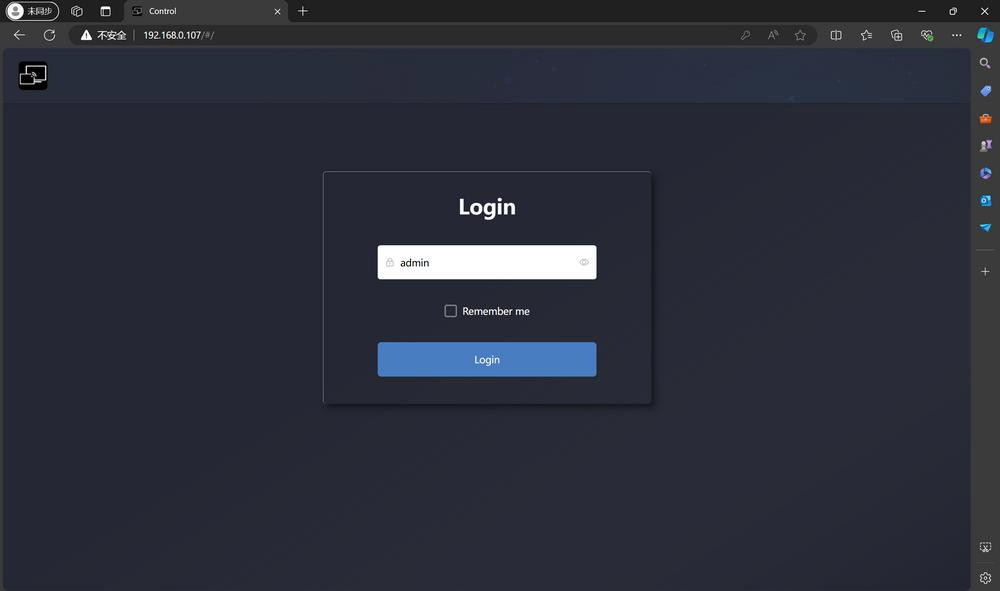 未同步
Control
不安全
192.168.0.107/#/
Login
admin
Remember me
Login